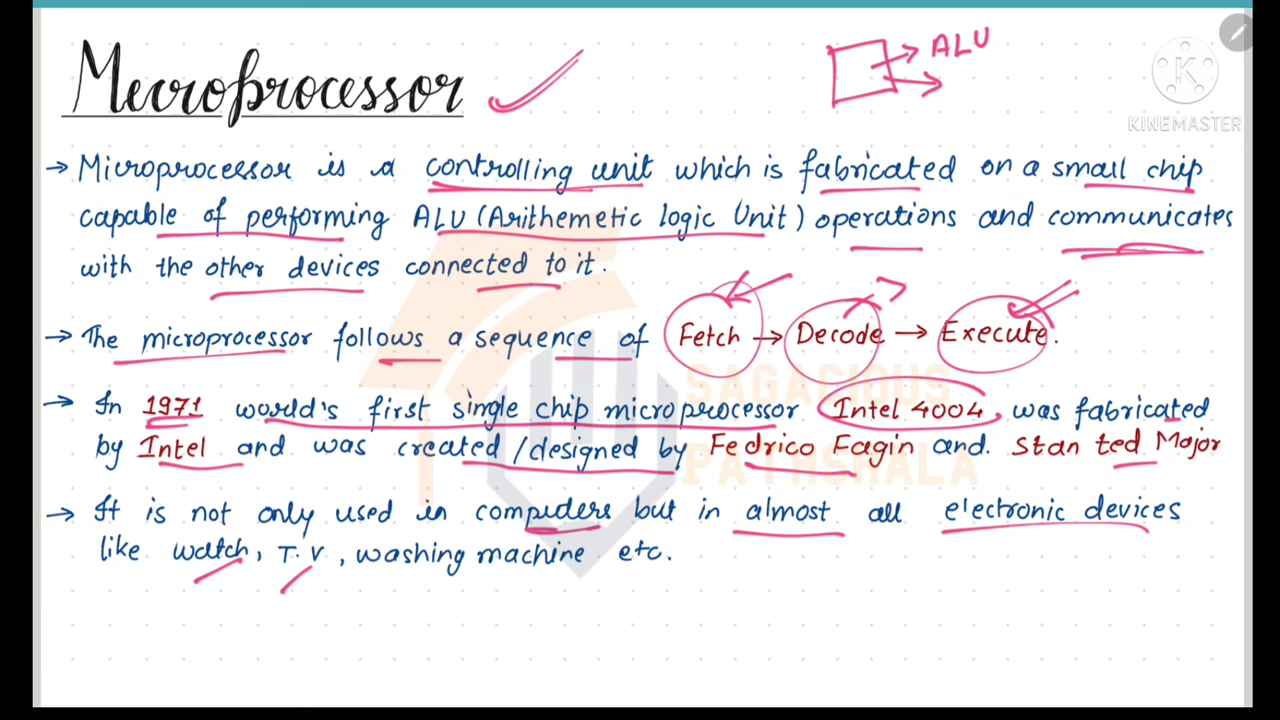 Mecroprocessor
ALU
K
KINEMASTER
→ Microprocessor is a controlling unit which is fabricated on a small chip
capable of performing ALU (Arithemetic logic Unit) operations and communicates
with the other devices connected to it.
→ The microprocessor follows a sequence of Fetch → Decode → Execute.
SAGACIOUS
→ In 1971 world's first single chip microprocessor Intel 4004, was fabricated
by Intel and was created/designed by Fedrico Fagin and. Stan ted Major
PATHSHALA
→ It is not only used in computers but in almost all electronic devices
like watch, T.V, washing machine etc.